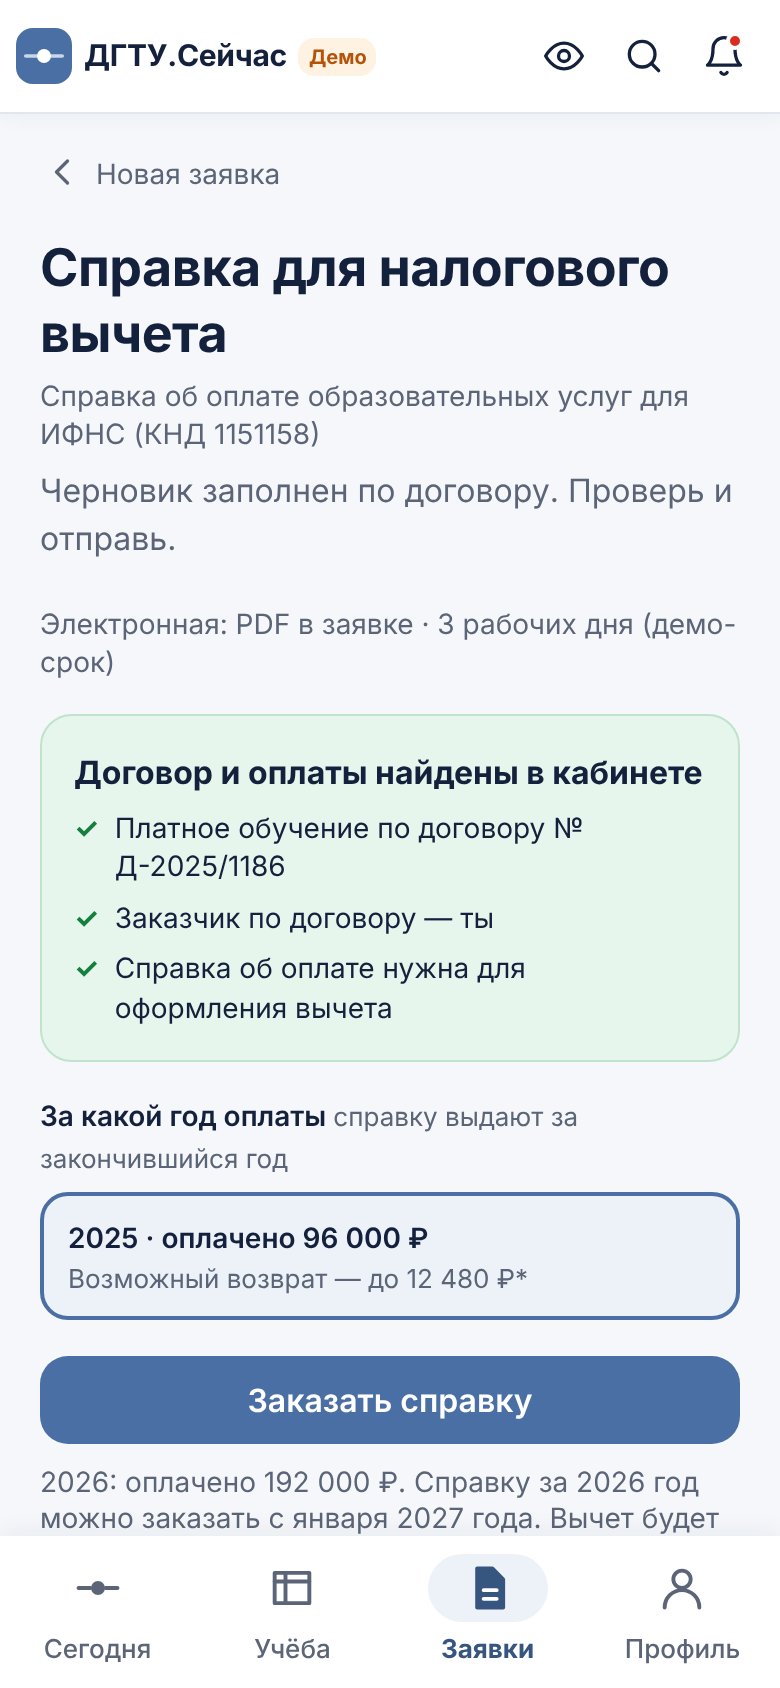 ДГТУ.Сейчас Демо
Новая заявка
Справка для налогового
вычета
Справка об оплате образовательных услуг для
ИФНС (КНД 1151158)
Черновик заполнен по договору. Проверь и
отправь.
Электронная: PDF в заявке · 3 рабочих дня (демо-
срок)
Договор и оплаты найдены в кабинете
Платное обучение по договору №
Д-2025/1186
Заказчик по договору — ты
Справка об оплате нужна для
оформления вычета
За какой год оплаты справку выдают за
закончившийся год
2025 · оплачено 96 000 ₽
Возможный возврат — до 12 480 ₽*
Заказать справку
2026: оплачено 192 000 ₽. Справку за 2026 год
можно заказать с января 2027 года. Вычет будет
Сегодня Учёба Заявки Профиль